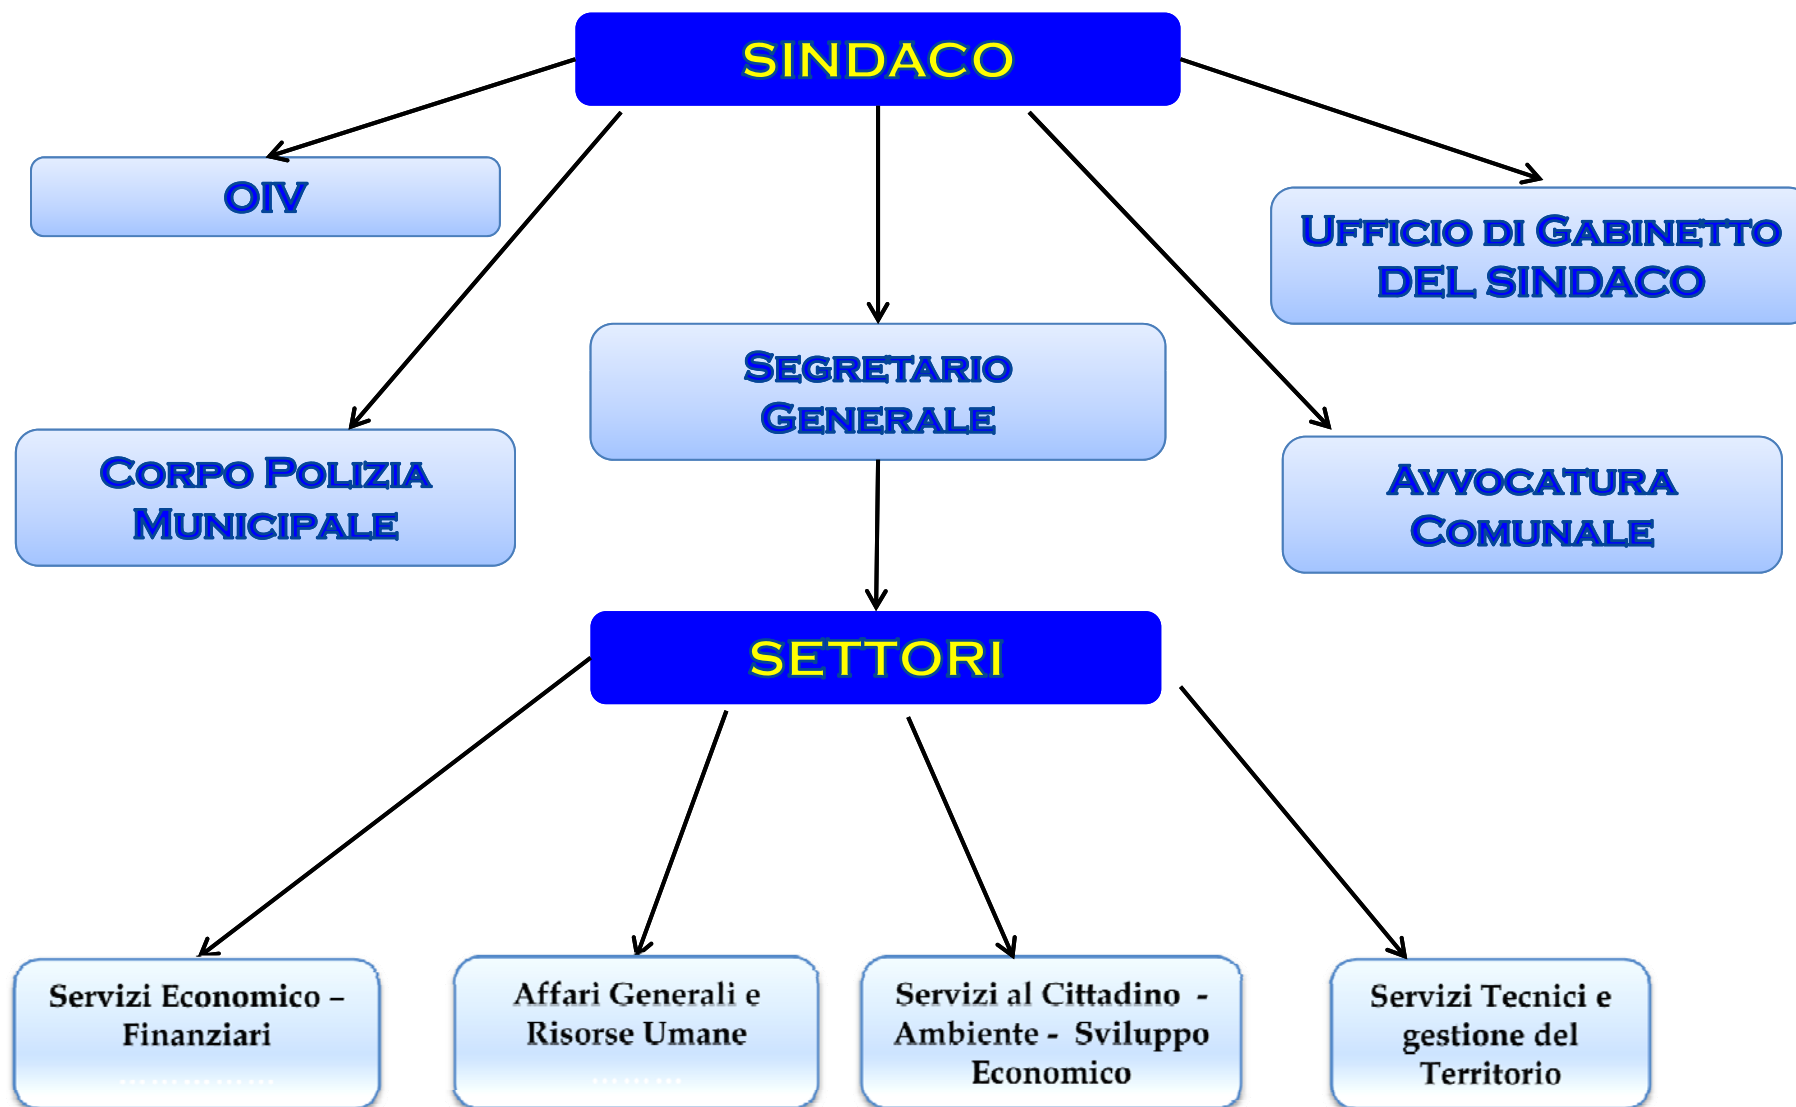 SINDACO
OIV
UFFICIO DI GABINETTO
DEL SINDACO
SEGRETARIO
GENERALE
CORPO POLIZIA
MUNICIPALE
AVVOCATURA
COMUNALE
SETTORI
Servizi Economico –
Finanziari
……………
Affari Generali e
Risorse Umane
………
Servizi al Cittadino -
Ambiente - Sviluppo
Economico
Servizi Tecnici e
gestione del
Territorio